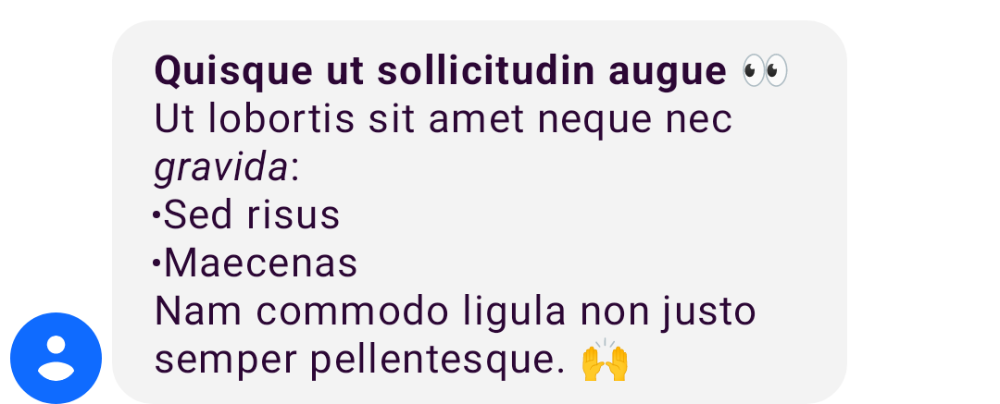 Quisque ut sollicitudin augue 👀
Ut lobortis sit amet neque nec
gravida:
•Sed risus
•Maecenas
Nam commodo ligula non justo
semper pellentesque. 🙌